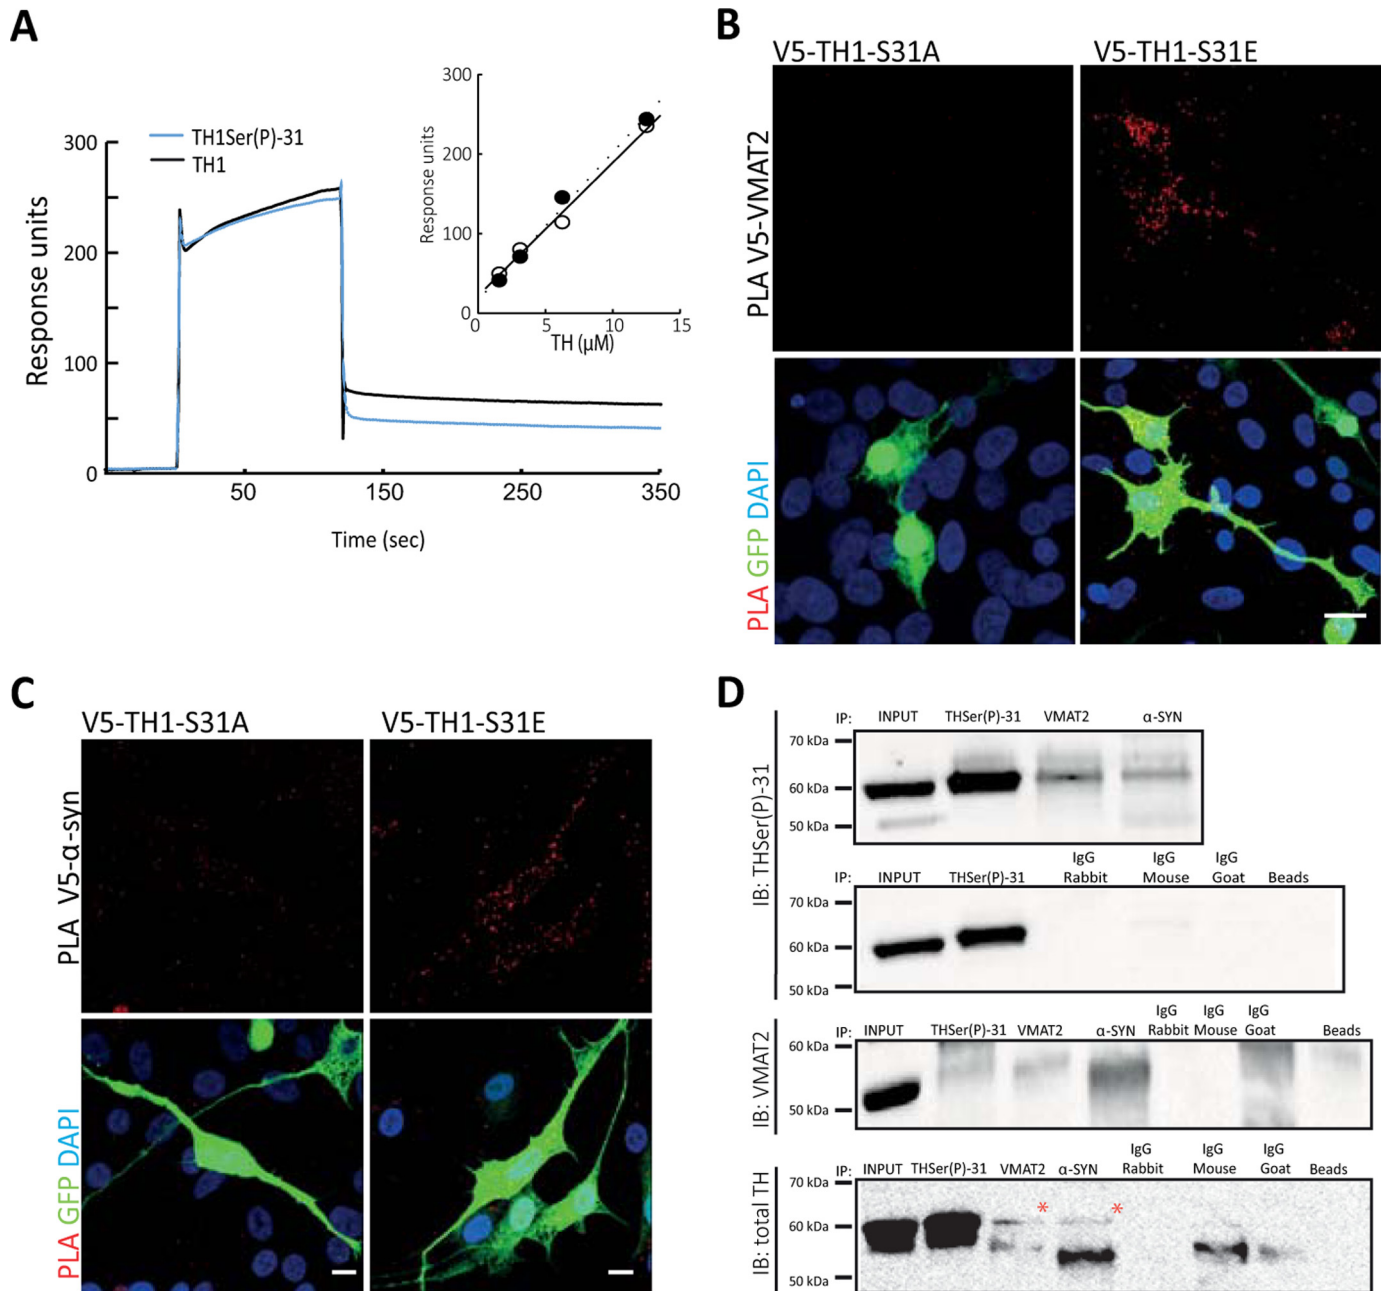 A
TH1Ser(P)-31
TH1
Response units
300
200
100
0
50
150
250
350
Time (sec)
Response units
300
200
100
0
0
5
10
15
TH (µM)
B
V5-TH1-S31A
V5-TH1-S31E
PLA V5-VMAT2
PLA GFP DAPI
C
V5-TH1-S31A
V5-TH1-S31E
PLA V5-α-syn
PLA GFP DAPI
D
IB: THSer(P)-31
IP: INPUT THSer(P)-31 VMAT2 α-SYN
70 kDa
60 kDa
50 kDa
IgG IgG IgG
IP: INPUT THSer(P)-31 Rabbit Mouse Goat Beads
70 kDa
60 kDa
50 kDa
IB: VMAT2
IgG IgG IgG
IP: INPUT THSer(P)-31 VMAT2 α-SYN Rabbit Mouse Goat Beads
60 kDa
50 kDa
IB: total TH
IgG IgG IgG
IP: INPUT THSer(P)-31 VMAT2 α-SYN Rabbit Mouse Goat Beads
70 kDa
* *
60 kDa
50 kDa